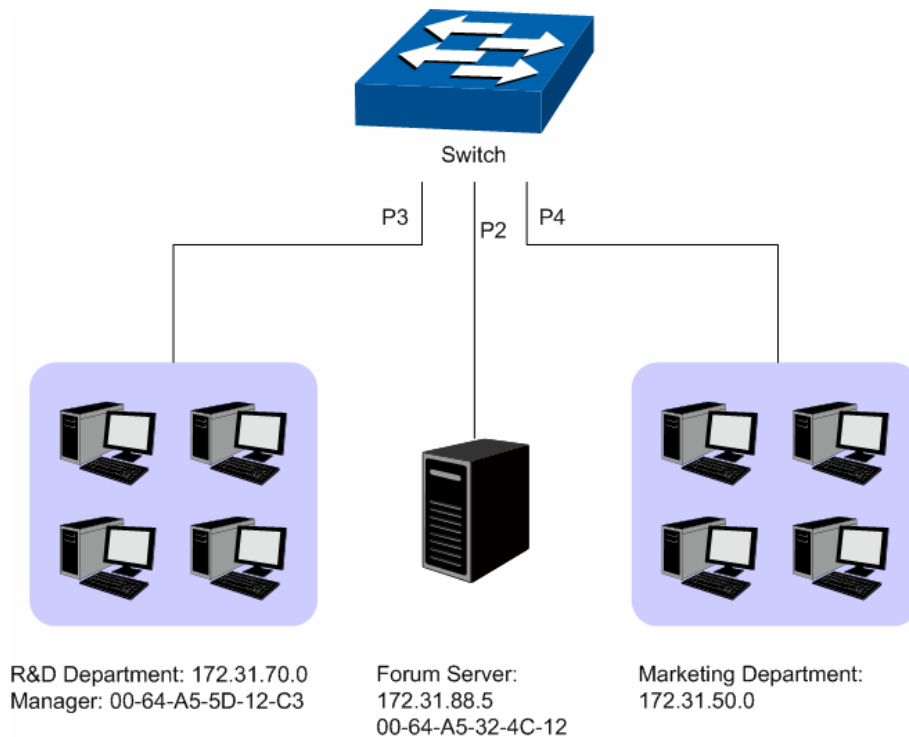 Switch
P3
P2
P4
R&D Department: 172.31.70.0
Manager: 00-64-A5-5D-12-C3
Forum Server:
172.31.88.5
00-64-A5-32-4C-12
Marketing Department:
172.31.50.0